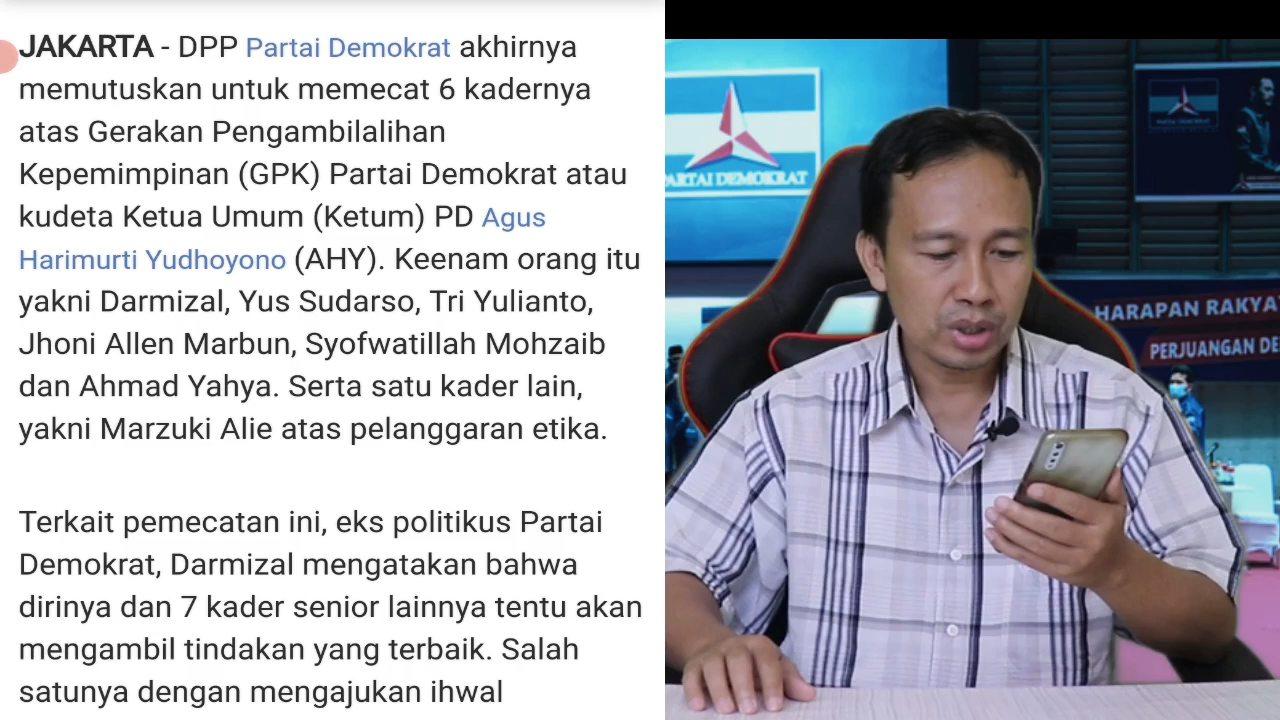 JAKARTA - DPP Partai Demokrat akhirnya
memutuskan untuk memecat 6 kadernya
atas Gerakan Pengambilalihan
Kepemimpinan (GPK) Partai Demokrat atau
kudeta Ketua Umum (Ketum) PD Agus
Harimurti Yudhoyono (AHY). Keenam orang itu
yakni Darmizal, Yus Sudarso, Tri Yulianto,
Jhoni Allen Marbun, Syofwatillah Mohzaib
dan Ahmad Yahya. Serta satu kader lain,
yakni Marzuki Alie atas pelanggaran etika.
Terkait pemecatan ini, eks politikus Partai
Demokrat, Darmizal mengatakan bahwa
dirinya dan 7 kader senior lainnya tentu akan
mengambil tindakan yang terbaik. Salah
satunya dengan mengajukan ihwal
PARTAI DEMOKRAT
PARTAI DEMOKRAT
HARAPAN RAKYA
PERJUANGAN DE